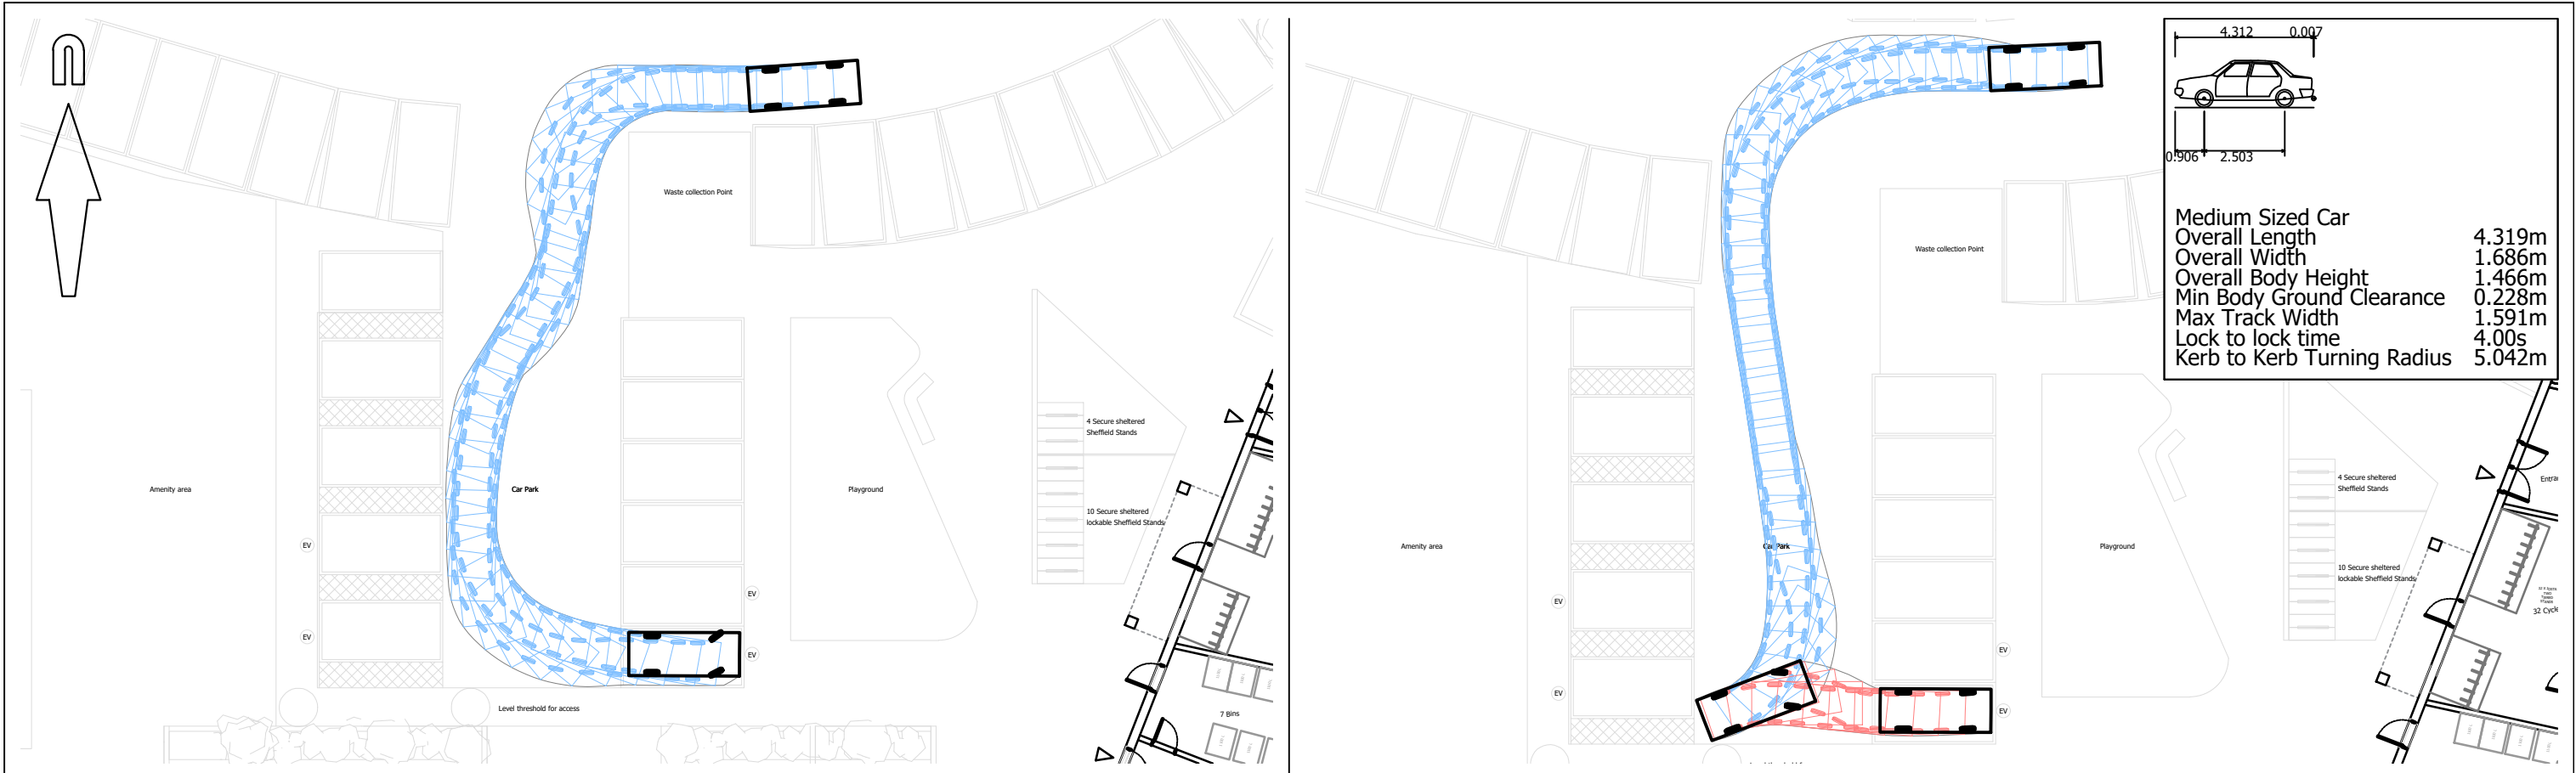 Waste collection Point
4 Secure sheltered
Sheffield Stands
Amenity area
Car Park
Playground
10 Secure sheltered
lockable Sheffield Stands
EV
EV
EV
EV
Level threshold for access
7 Bins
4.312
0.007
0.906
2.503
Medium Sized Car
Overall Length 4.319m
Overall Width 1.686m
Overall Body Height 1.466m
Min Body Ground Clearance 0.228m
Max Track Width 1.591m
Lock to lock time 4.00s
Kerb to Kerb Turning Radius 5.042m
Waste collection Point
4 Secure sheltered
Sheffield Stands
Amenity area
Car Park
Playground
10 Secure sheltered
lockable Sheffield Stands
32 Cycle
EV
EV
EV
EV